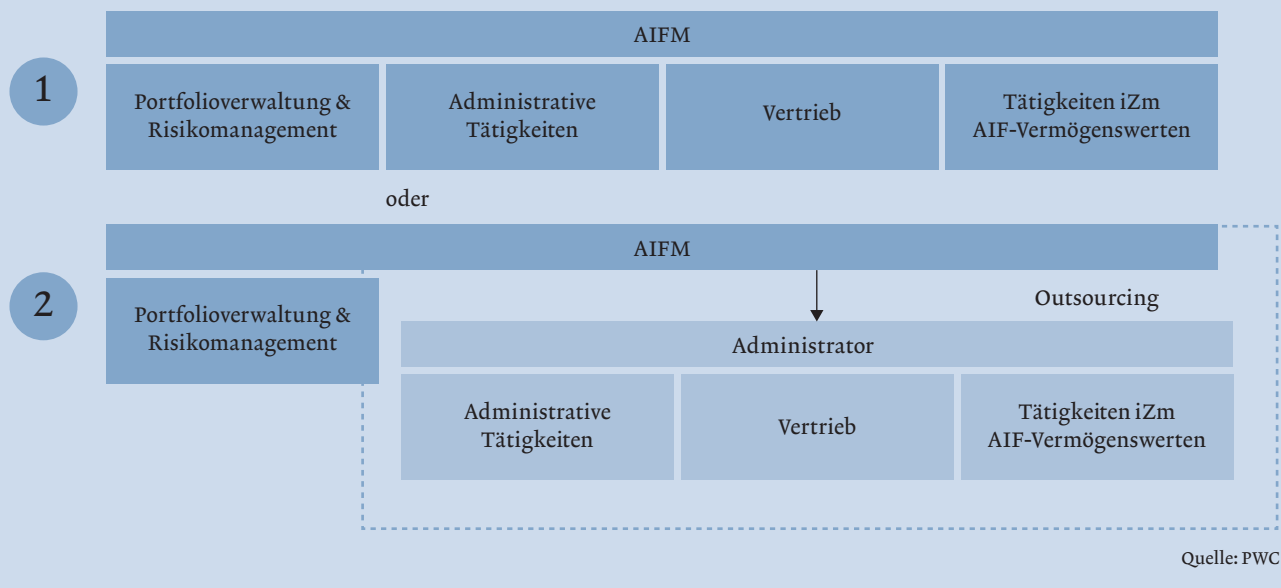 AIFM
1
Portfolioverwaltung &
Risikomanagement
Administrative
Tätigkeiten
Vertrieb
Tätigkeiten iZm
AIF-Vermögenswerten
oder
AIFM
2
Portfolioverwaltung &
Risikomanagement
Outsourcing
Administrator
Administrative
Tätigkeiten
Vertrieb
Tätigkeiten iZm
AIF-Vermögenswerten
Quelle: PWC